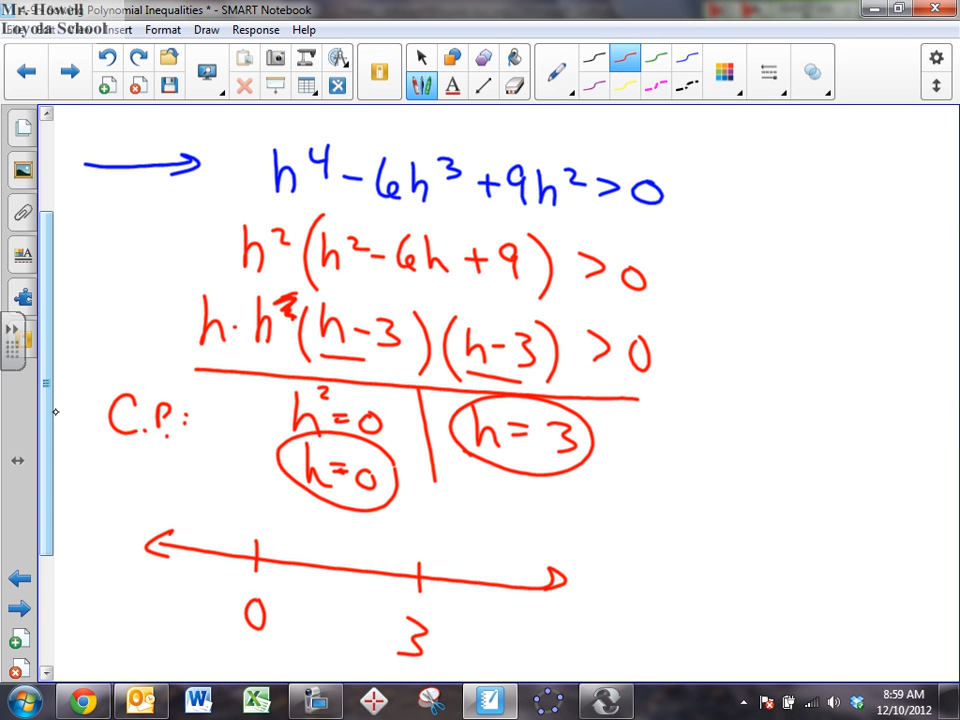 Mr. Howell
Loyola School
Solving Polynomial Inequalities * - SMART Notebook
Insert Format Draw Response Help
h⁴ - 6h³ + 9h² > 0
h² (h² - 6h + 9) > 0
h · h (h - 3) (h - 3) > 0
C.P.: h² = 0 h = 3
h = 0
0 3
8:59 AM
12/10/2012